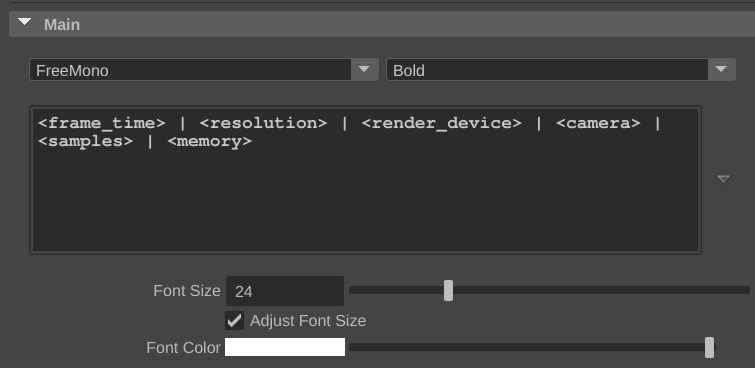 Main
FreeMono Bold
<frame_time> | <resolution> | <render_device> | <camera> |
<samples> | <memory>
Font Size 24
Adjust Font Size
Font Color